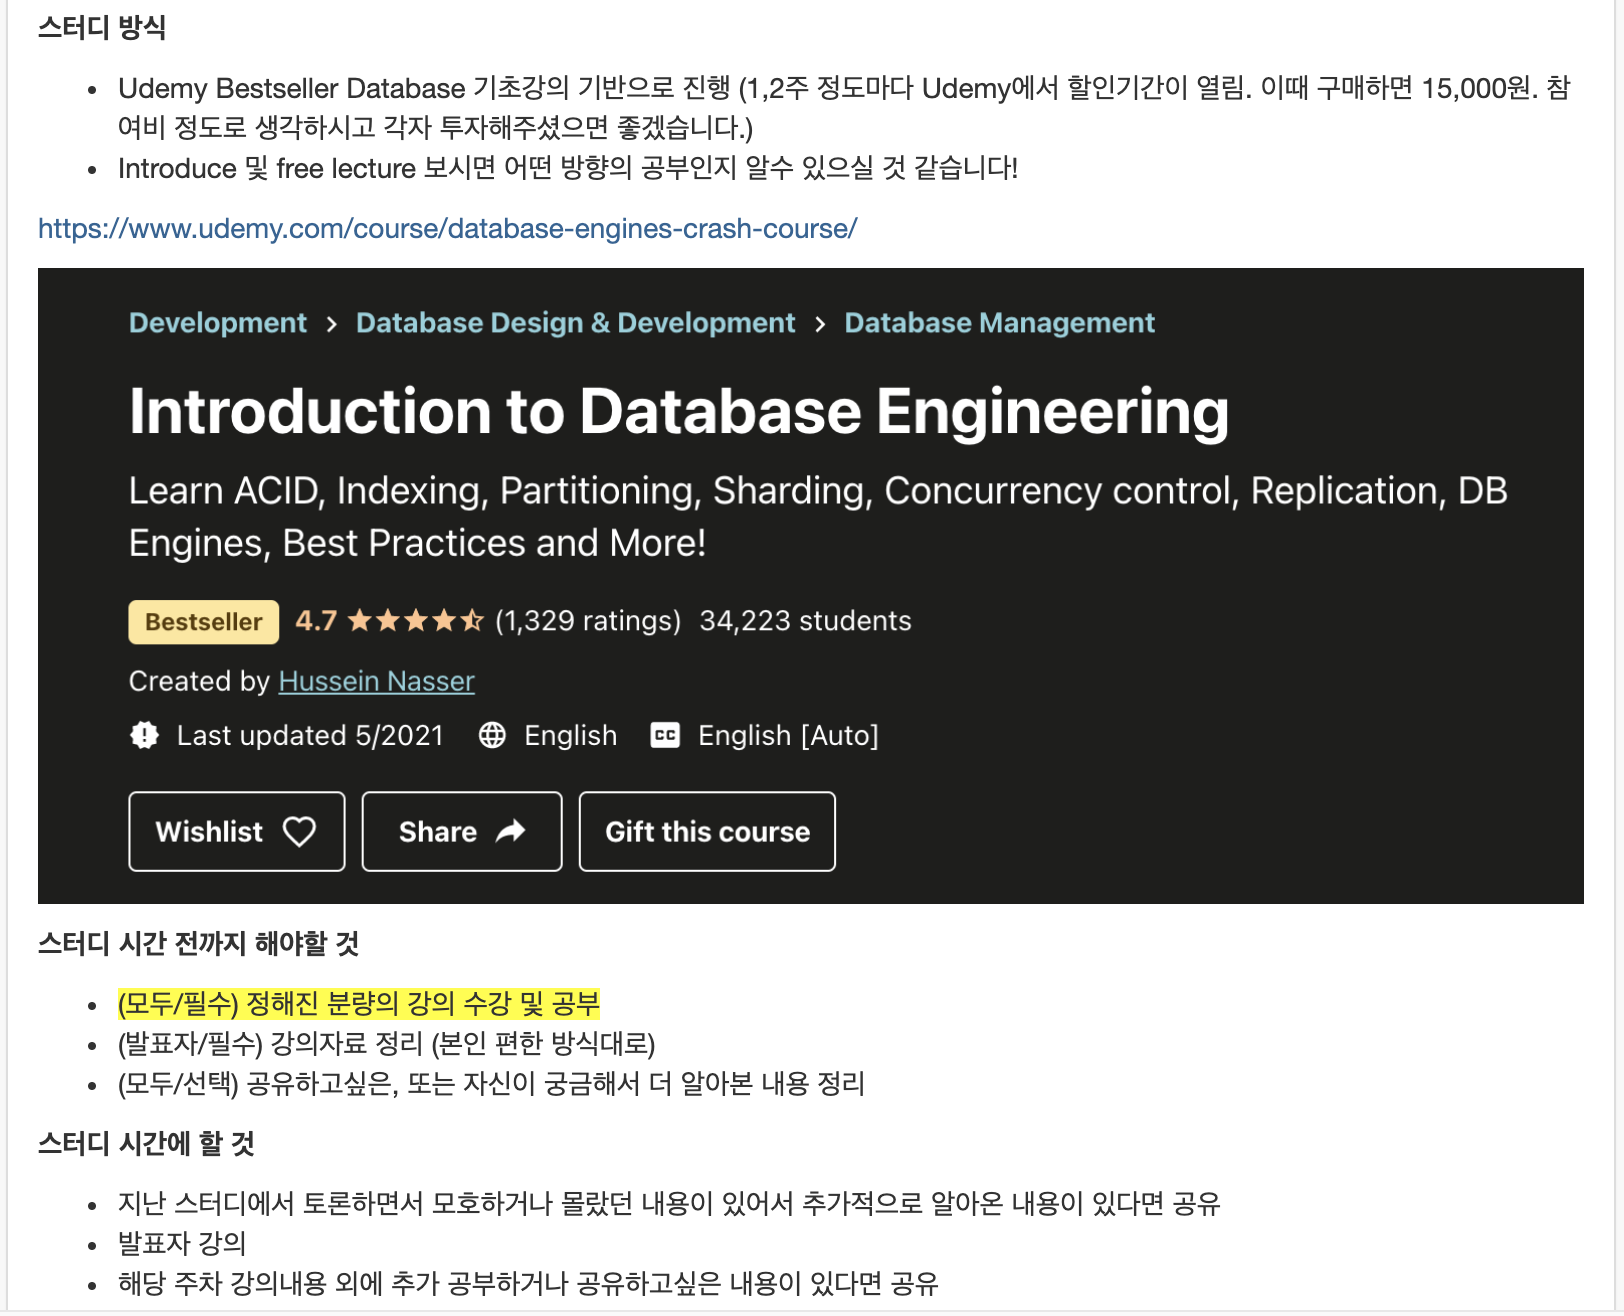 스터디 방식
Udemy Bestseller Database 기초강의 기반으로 진행 (1,2주 정도마다 Udemy에서 할인기간이 열림. 이때 구매하면 15,000원. 참
여비 정도로 생각하시고 각자 투자해주셨으면 좋겠습니다.)
Introduce 및 free lecture 보시면 어떤 방향의 공부인지 알수 있으실 것 같습니다!
https://www.udemy.com/course/database-engines-crash-course/
Development > Database Design & Development > Database Management
Introduction to Database Engineering
Learn ACID, Indexing, Partitioning, Sharding, Concurrency control, Replication, DB
Engines, Best Practices and More!
Bestseller 4.7 (1,329 ratings) 34,223 students
Created by Hussein Nasser
Last updated 5/2021 English CC English [Auto]
Wishlist Share Gift this course
스터디 시간 전까지 해야할 것
(모두/필수) 정해진 분량의 강의 수강 및 공부
(발표자/필수) 강의자료 정리 (본인 편한 방식대로)
(모두/선택) 공유하고싶은, 또는 자신이 궁금해서 더 알아본 내용 정리
스터디 시간에 할 것
지난 스터디에서 토론하면서 모호하거나 몰랐던 내용이 있어서 추가적으로 알아온 내용이 있다면 공유
발표자 강의
해당 주차 강의내용 외에 추가 공부하거나 공유하고싶은 내용이 있다면 공유